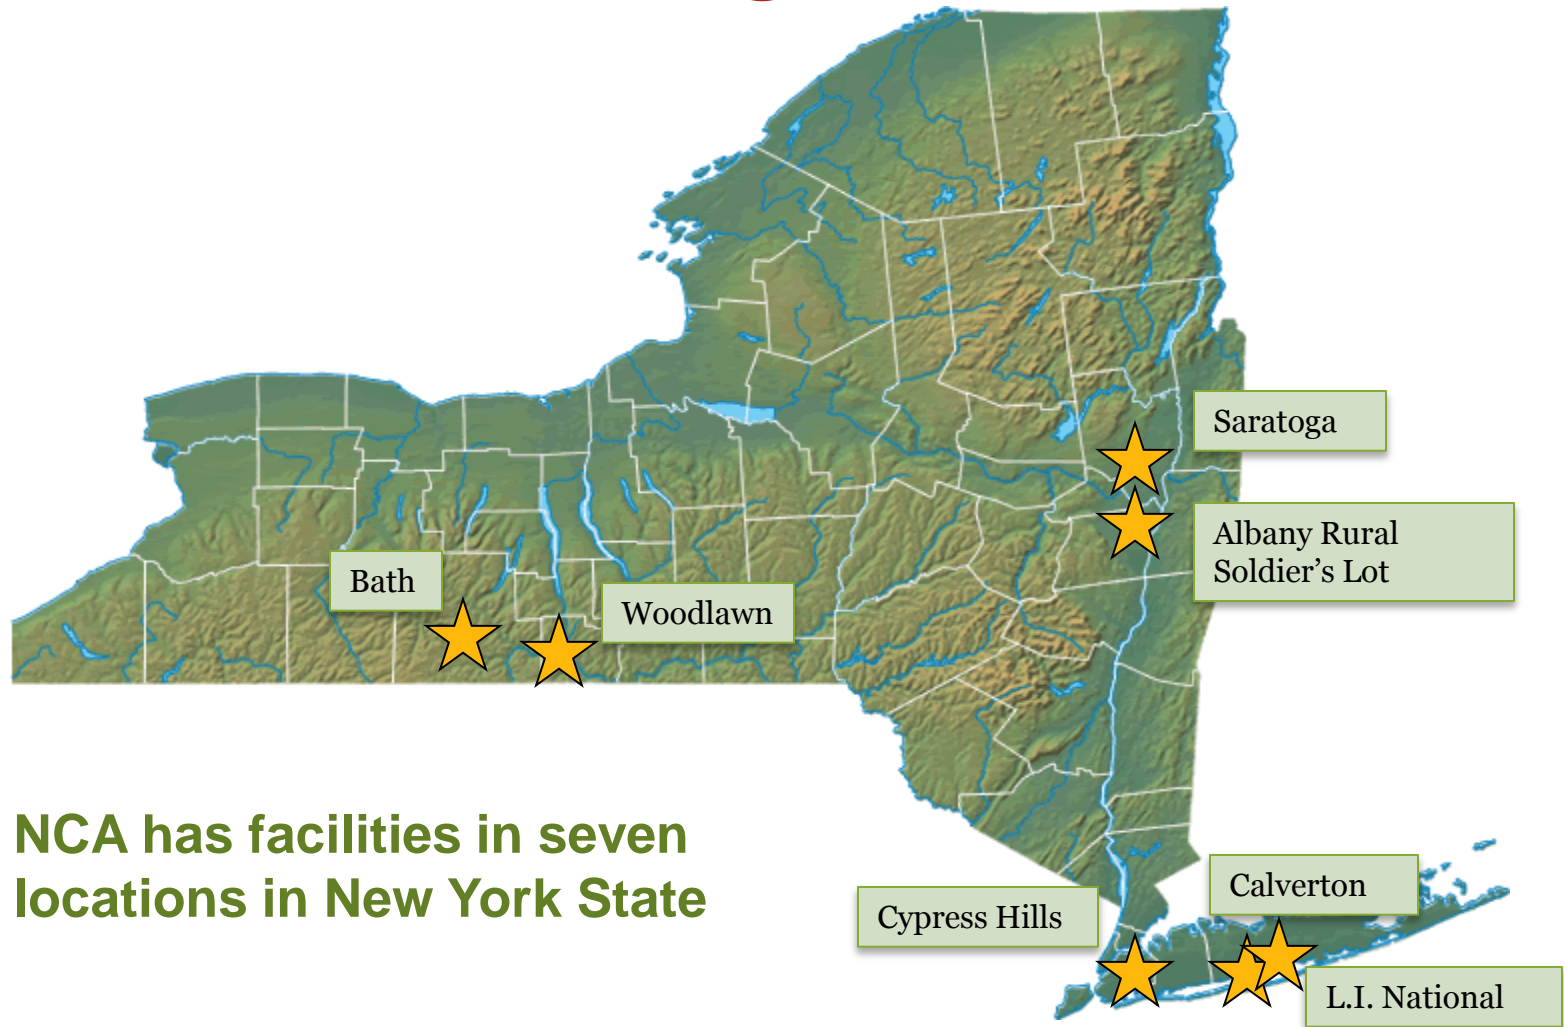 Saratoga
Albany Rural
Soldier’s Lot
Bath
Woodlawn
NCA has facilities in seven
locations in New York State
Calverton
Cypress Hills
L.I. National